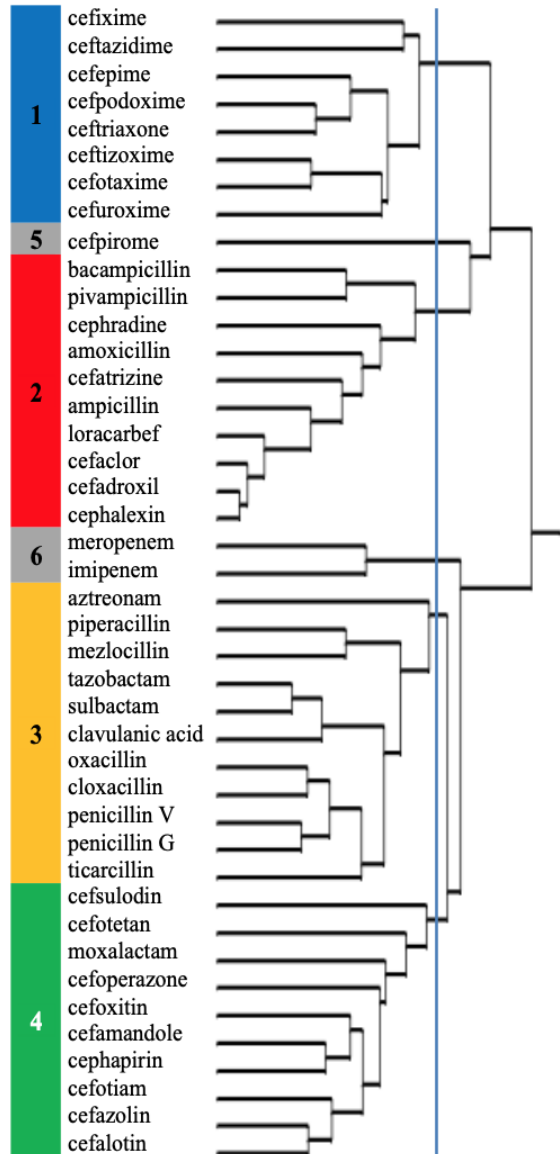 cefixime
ceftazidime
cefepime
cefpodoxime
1
ceftriaxone
ceftizoxime
cefotaxime
cefuroxime
5
cefpirome
bacampicillin
pivampicillin
cephradine
amoxicillin
cefatrizine
2
ampicillin
loracarbef
cefaclor
cefadroxil
cephalexin
meropenem
6
imipenem
aztreonam
piperacillin
mezlocillin
tazobactam
sulbactam
3
clavulanic acid
oxacillin
cloxacillin
penicillin V
penicillin G
ticarcillin
cefsulodin
cefotetan
moxalactam
cefoperazone
cefoxitin
4
cefamandole
cephapirin
cefotiam
cefazolin
cefalotin